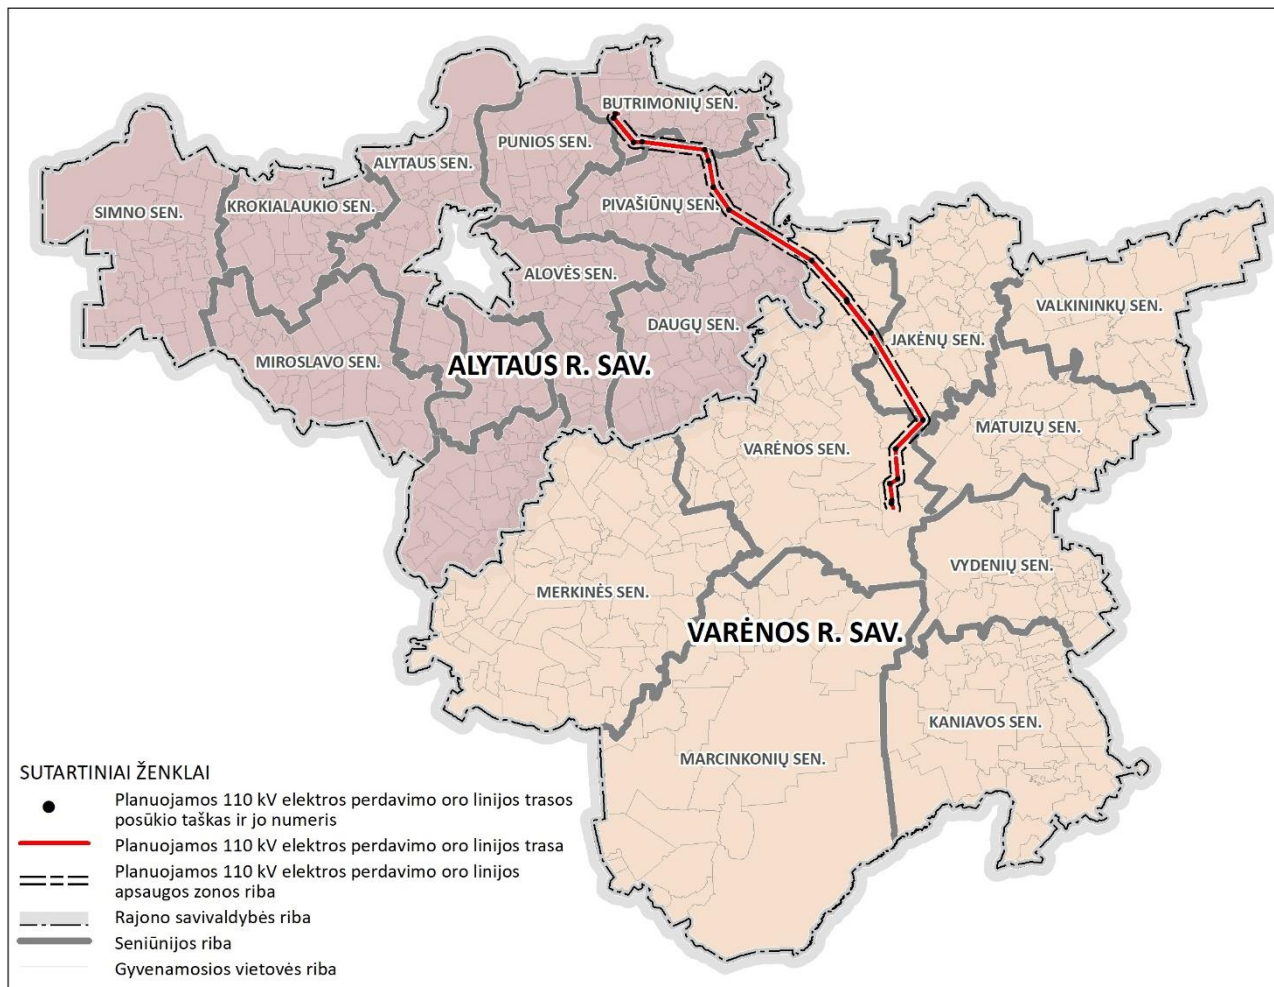 BUTRIMONIŲ SEN.
PUNIOS SEN.
ALYTAUS SEN.
SIMNO SEN.
KROKIALAUKIO SEN.
PIVAŠIŪNŲ SEN.
ALOVĖS SEN.
VALKININKŲ SEN.
DAUGŲ SEN.
JAKĖNŲ SEN.
MIROSLAVO SEN.
ALYTAUS R. SAV.
MATUIZŲ SEN.
VARĖNOS SEN.
VYDENIŲ SEN.
MERKINĖS SEN.
VARĖNOS R. SAV.
KANIAVOS SEN.
MARCINKONIŲ SEN.
SUTARTINIAI ŽENKLAI
Planuojamos 110 kV elektros perdavimo oro linijos trasos
posūkio taškas ir jo numeris
Planuojamos 110 kV elektros perdavimo oro linijos trasa
Planuojamos 110 kV elektros perdavimo oro linijos
apsaugos zonos riba
Rajono savivaldybės riba
Seniūnijos riba
Gyvenamosios vietovės riba